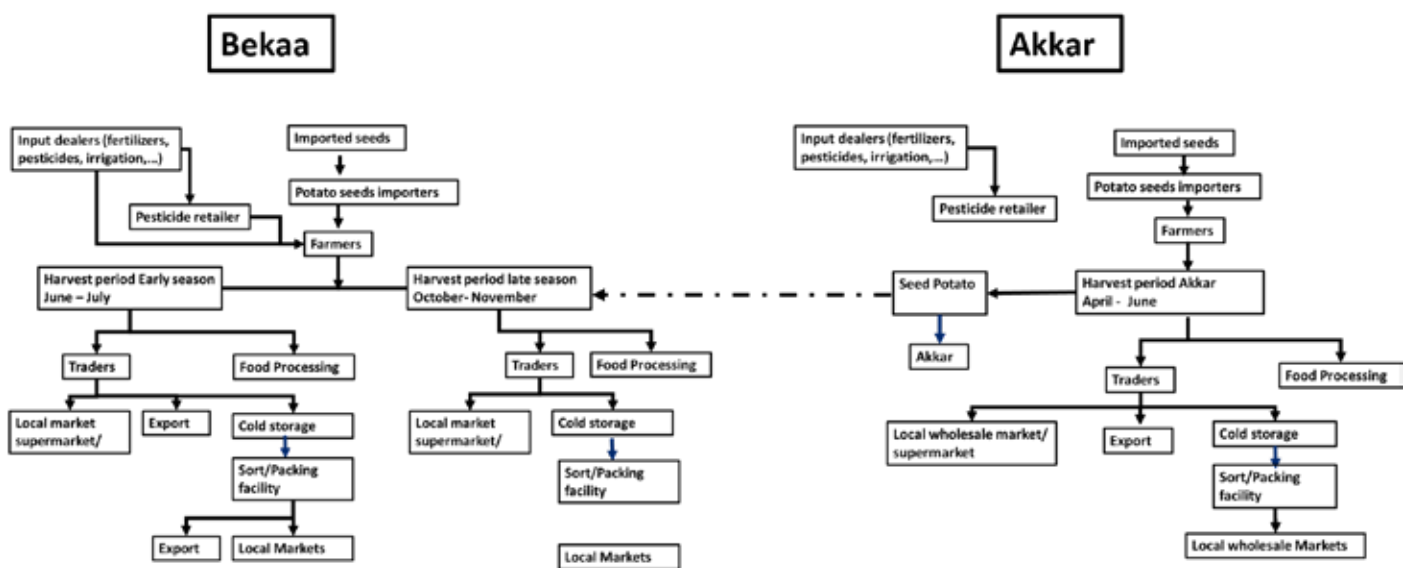 Bekaa
Input dealers (fertilizers,
pesticides, irrigation,...)
Imported seeds
Potato seeds importers
Pesticide retailer
Farmers
Harvest period Early season
June – July
Harvest period late season
October- November
Traders
Food Processing
Local market
supermarket/
Export
Cold storage
Sort/Packing
facility
Export
Local Markets
Traders
Food Processing
Local market
supermarket/
Cold storage
Sort/Packing
facility
Local Markets
Akkar
Input dealers (fertilizers,
pesticides, irrigation,...)
Imported seeds
Potato seeds importers
Pesticide retailer
Farmers
Seed Potato
Harvest period Akkar
April - June
Akkar
Traders
Food Processing
Local wholesale market/
supermarket
Export
Cold storage
Sort/Packing
facility
Local wholesale Markets